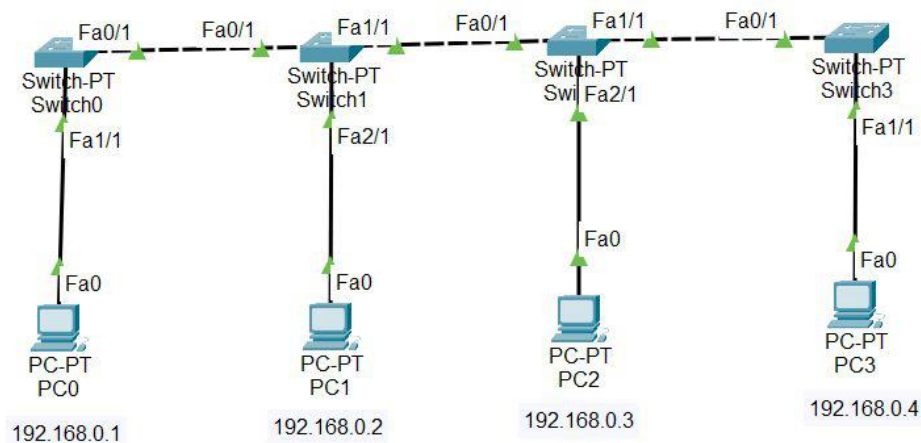 Fa0/1 Fa0/1 Fa1/1 Fa0/1 Fa1/1 Fa0/1
Switch-PT Switch-PT Switch-PT Switch-PT
Switch0 Switch1 Swi Fa2/1 Switch3
Fa1/1 Fa2/1 Fa1/1
Fa0 Fa0 Fa0 Fa0
PC-PT PC-PT PC-PT PC-PT
PC0 PC1 PC2 PC3
192.168.0.1 192.168.0.2 192.168.0.3 192.168.0.4